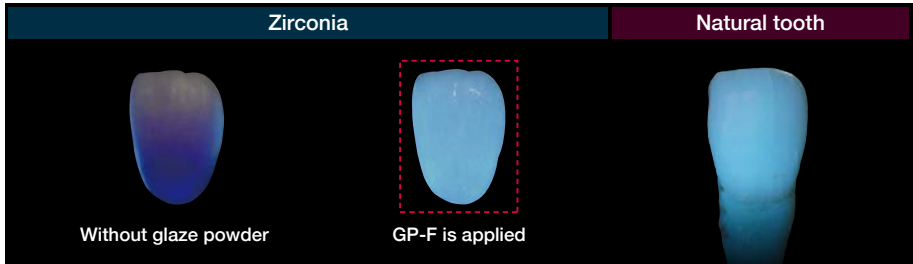 Zirconia
Natural tooth
Without glaze powder
GP-F is applied